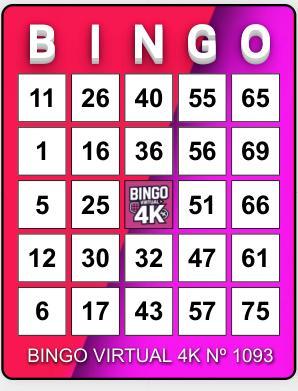 B I N G O
11 26 40 55 65
1 16 36 56 69
5 25 BINGO VIRTUAL 4K 51 66
12 30 32 47 61
6 17 43 57 75
BINGO VIRTUAL 4K Nº 1093